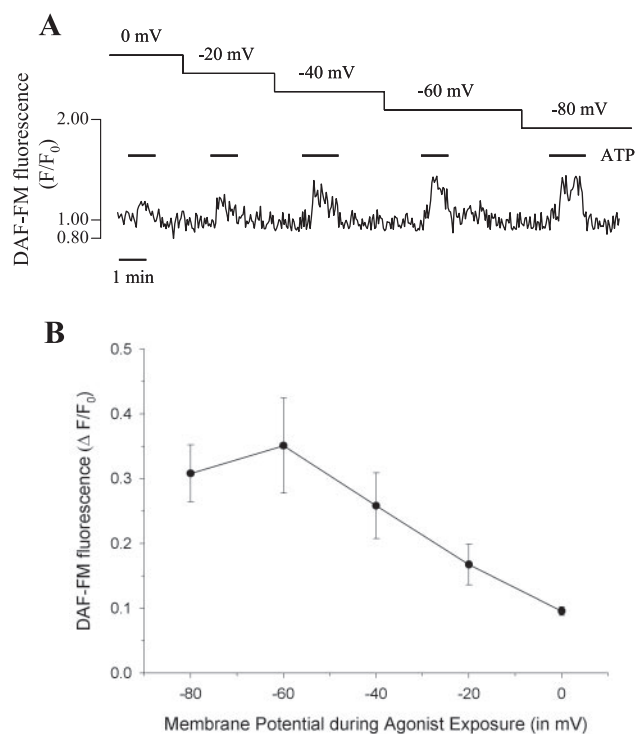 A
0 mV
-20 mV
-40 mV
-60 mV
-80 mV
DAF-FM fluorescence
(F/F0)
2.00
1.00
0.80
ATP
1 min
B
DAF-FM fluorescence (Δ F/F0)
0.5
0.4
0.3
0.2
0.1
0.0
-80 -60 -40 -20 0
Membrane Potential during Agonist Exposure (in mV)